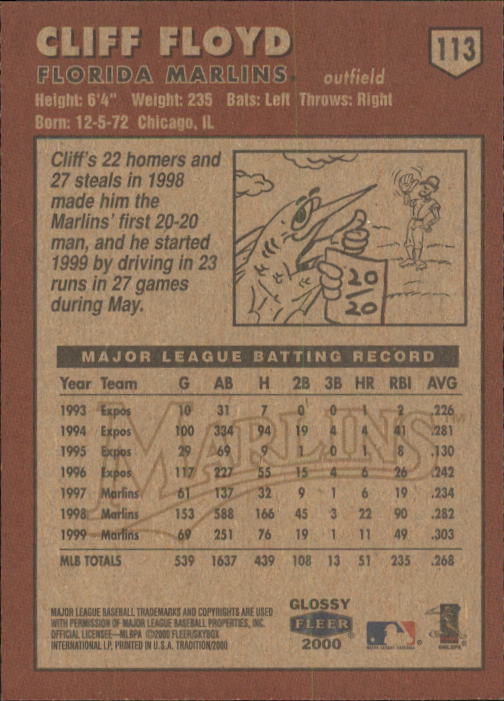 CLIFF FLOYD
113
FLORIDA MARLINS. outfield
Height: 6'4" Weight: 235 Bats: Left Throws: Right
Born: 12-5-72 Chicago, IL
Cliff's 22 homers and
27 steals in 1998
made him the
Marlins' first 20-20
man, and he started
1999 by driving in 23
runs in 27 games
during May.
20
20
MAJOR LEAGUE BATTING RECORD
Year Team G AB H 2B 3B HR RBI AVG
1993 Expos 10 31 7 0 0 1 2 .226
1994 Expos 100 334 94 19 4 4 41 .281
1995 Expos 29 69 9 1 0 1 8 .130
1996 Expos 117 227 55 15 4 6 26 .242
1997 Marlins 61 137 32 9 1 6 19 .234
1998 Marlins 153 588 166 45 3 22 90 .282
1999 Marlins 69 251 76 19 1 11 49 .303
MLB TOTALS 539 1637 439 108 13 51 235 .268
MARLINS™
MAJOR LEAGUE BASEBALL TRADEMARKS AND COPYRIGHTS ARE USED
WITH PERMISSION OF MAJOR LEAGUE BASEBALL PROPERTIES, INC.
OFFICIAL LICENSEE—MLBPA ©2000 FLEER/SKYBOX
INTERNATIONAL LP, PRINTED IN U.S.A. TRADITION/2000
GLOSSY
FLEER
2000